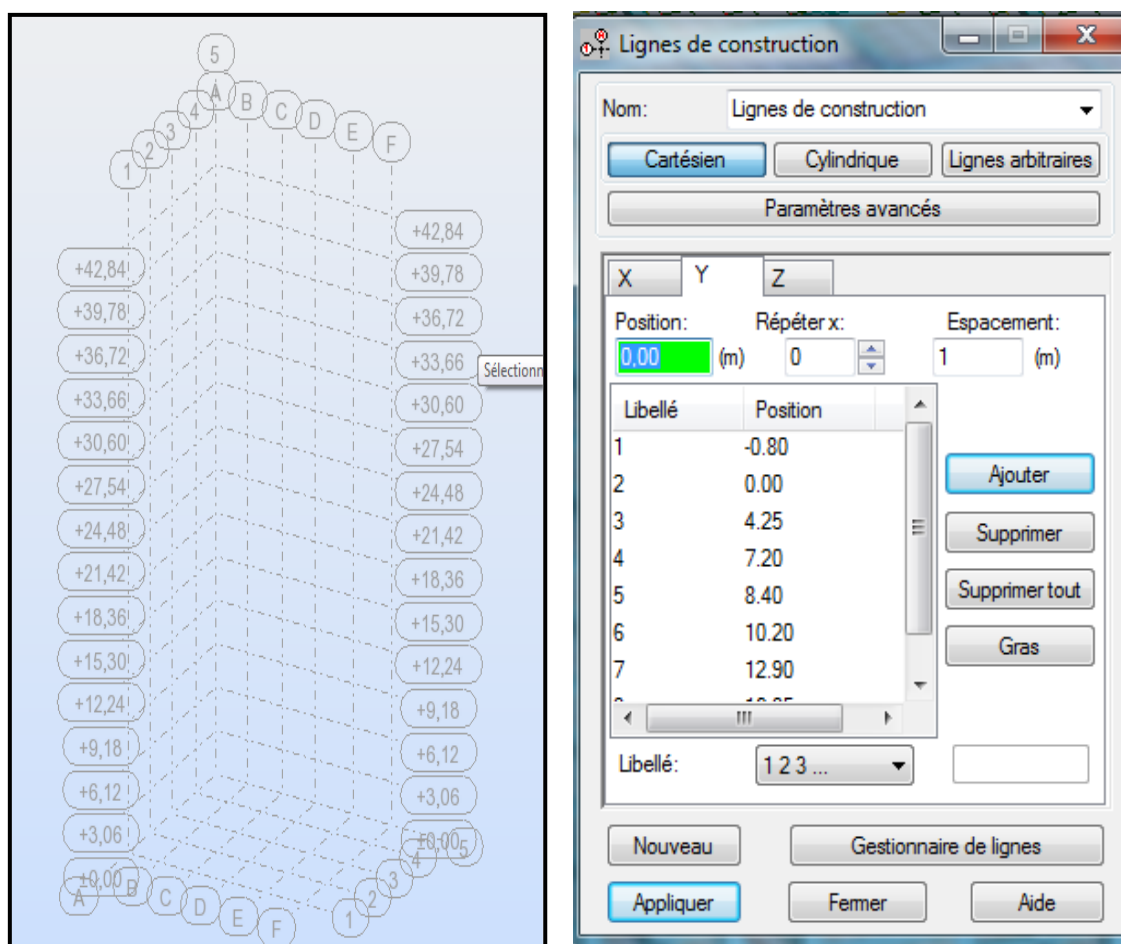 5
A B C D E F
4
3
2
1
+42,84
+42,84
+39,78
+39,78
+36,72
+36,72
+33,66
Sélectionn
+33,66
+30,60
+30,60
+27,54
+27,54
+24,48
+24,48
+21,42
+21,42
+18,36
+18,36
+15,30
+15,30
+12,24
+12,24
+9,18
+9,18
+6,12
+6,12
+3,06
+3,06
±0,00
±0,00
A B C D E F
1 2 3 4 5
Lignes de construction
Nom: Lignes de construction
Cartésien Cylindrique Lignes arbitraires
Paramètres avancés
X Y Z
Position: Répéter x: Espacement:
0,00 (m) 0 1 (m)
Libellé Position
1 -0.80
2 0.00
3 4.25
4 7.20
5 8.40
6 10.20
7 12.90
Ajouter
Supprimer
Supprimer tout
Gras
Libellé: 1 2 3 ...
Nouveau Gestionnaire de lignes
Appliquer Fermer Aide